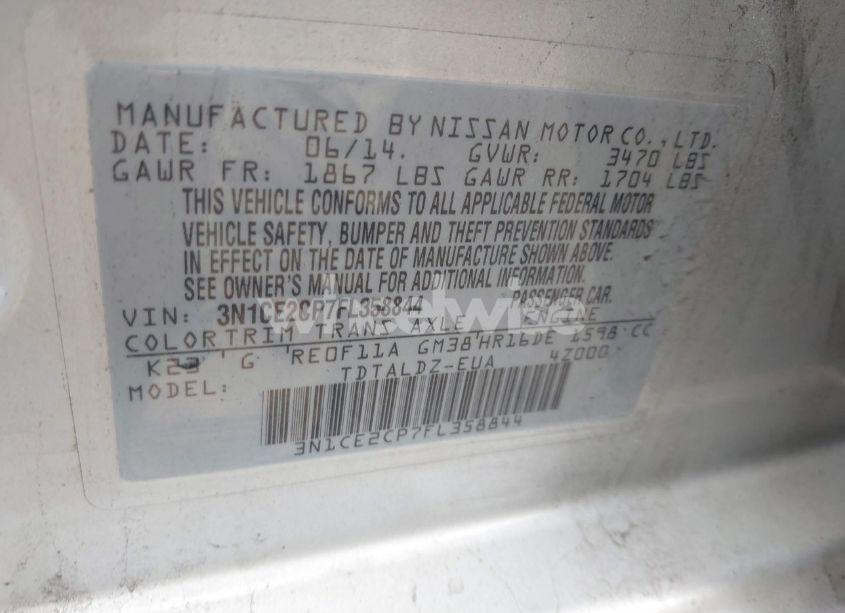 MANUFACTURED BY NISSAN MOTOR CO., LTD.
DATE: 06/14. GVWR: 3470 LBS
GAWR FR: 1867 LBS GAWR RR: 1704 LBS
THIS VEHICLE CONFORMS TO ALL APPLICABLE FEDERAL MOTOR
VEHICLE SAFETY, BUMPER AND THEFT PREVENTION STANDARDS
IN EFFECT ON THE DATE OF MANUFACTURE SHOWN ABOVE.
SEE OWNER'S MANUAL FOR ADDITIONAL INFORMATION.
VIN: 3N1CE2CP7FL358844 PASSENGER CAR.
COLOR TRIM TRANS AXLE ENGINE
K23 G RE0F11A GM38 HR16DE 1598 CC
MODEL: TDTALDZ-EUA 4Z000
3N1CE2CP7FL358844